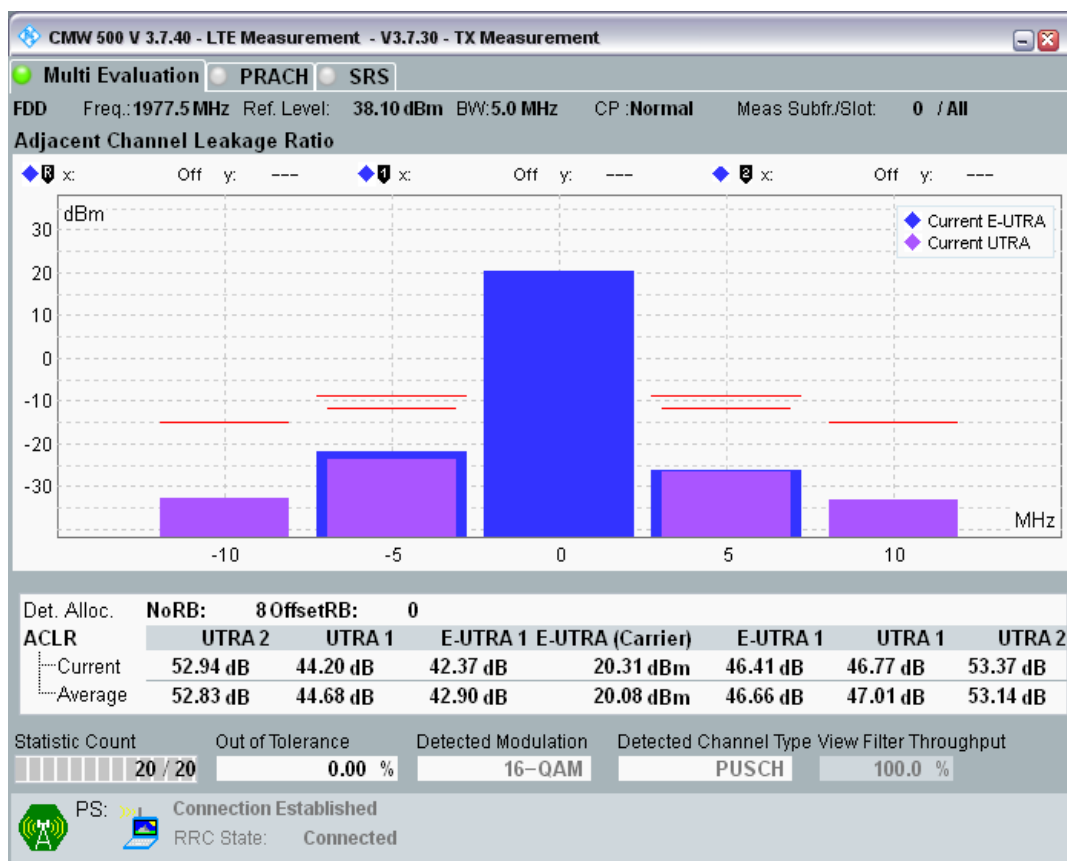 CMW 500 V 3.7.40 - LTE Measurement - V3.7.30 - TX Measurement
Multi Evaluation PRACH SRS
FDD Freq.: 1977.5 MHz Ref. Level: 38.10 dBm BW: 5.0 MHz CP : Normal Meas Subfr./Slot: 0 / All
Adjacent Channel Leakage Ratio
R x: Off y: --- 1 x: Off y: --- 2 x: Off y: ---
dBm
Current E-UTRA
Current UTRA
30
20
10
0
-10
-20
-30
MHz
-10 -5 0 5 10
Det. Alloc. NoRB: 8 OffsetRB: 0
ACLR UTRA 2 UTRA 1 E-UTRA 1 E-UTRA (Carrier) E-UTRA 1 UTRA 1 UTRA 2
Current 52.94 dB 44.20 dB 42.37 dB 20.31 dBm 46.41 dB 46.77 dB 53.37 dB
Average 52.83 dB 44.68 dB 42.90 dB 20.08 dBm 46.66 dB 47.01 dB 53.14 dB
Statistic Count Out of Tolerance Detected Modulation Detected Channel Type View Filter Throughput
20 / 20 0.00 % 16-QAM PUSCH 100.0 %
PS: Connection Established
RRC State: Connected